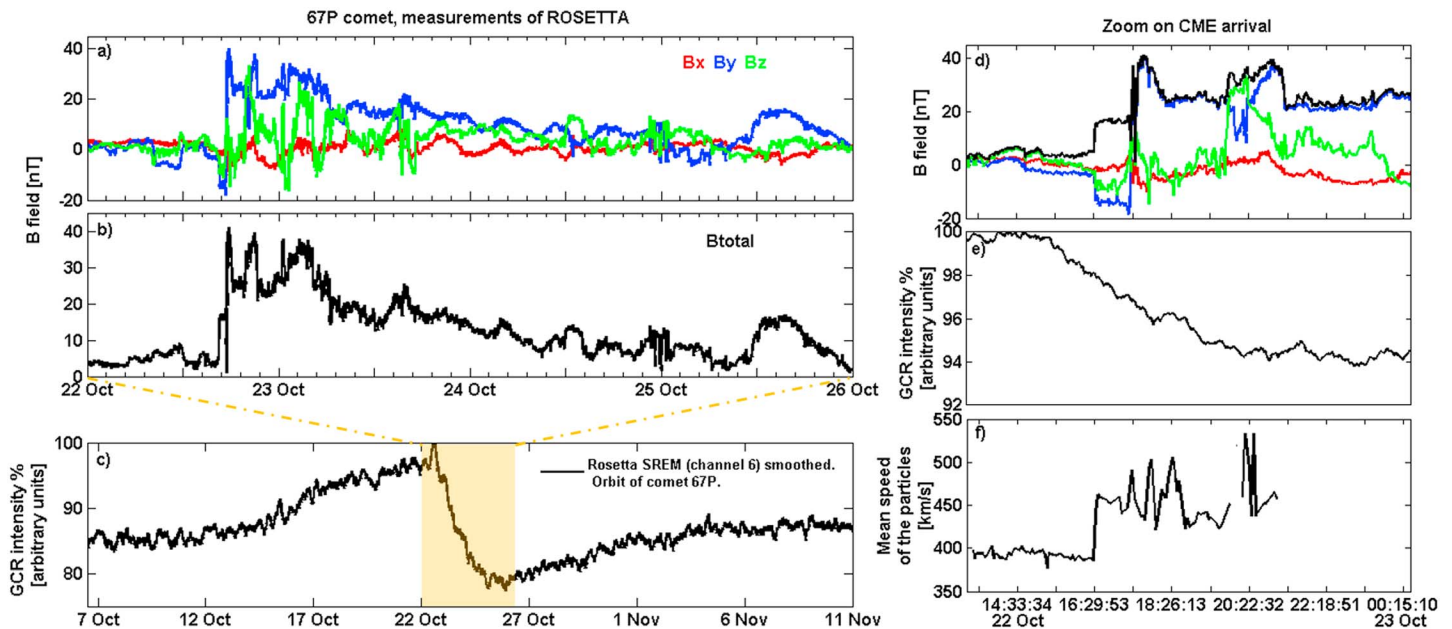 67P comet, measurements of ROSETTA
a)
Bx By Bz
40
20
0
-20
B field [nT]
b)
Btotal
40
30
20
10
0
22 Oct 23 Oct 24 Oct 25 Oct 26 Oct
c)
Rosetta SREM (channel 6) smoothed.
Orbit of comet 67P.
100
90
80
GCR intensity %
[arbitrary units]
7 Oct 12 Oct 17 Oct 22 Oct 27 Oct 1 Nov 6 Nov 11 Nov
Zoom on CME arrival
d)
40
20
0
-20
B field [nT]
e)
100
98
96
94
92
GCR intensity %
[arbitrary units]
f)
550
500
450
400
350
Mean speed
of the particles
[km/s]
14:33:34 16:29:53 18:26:13 20:22:32 22:18:51 00:15:10
22 Oct 23 Oct